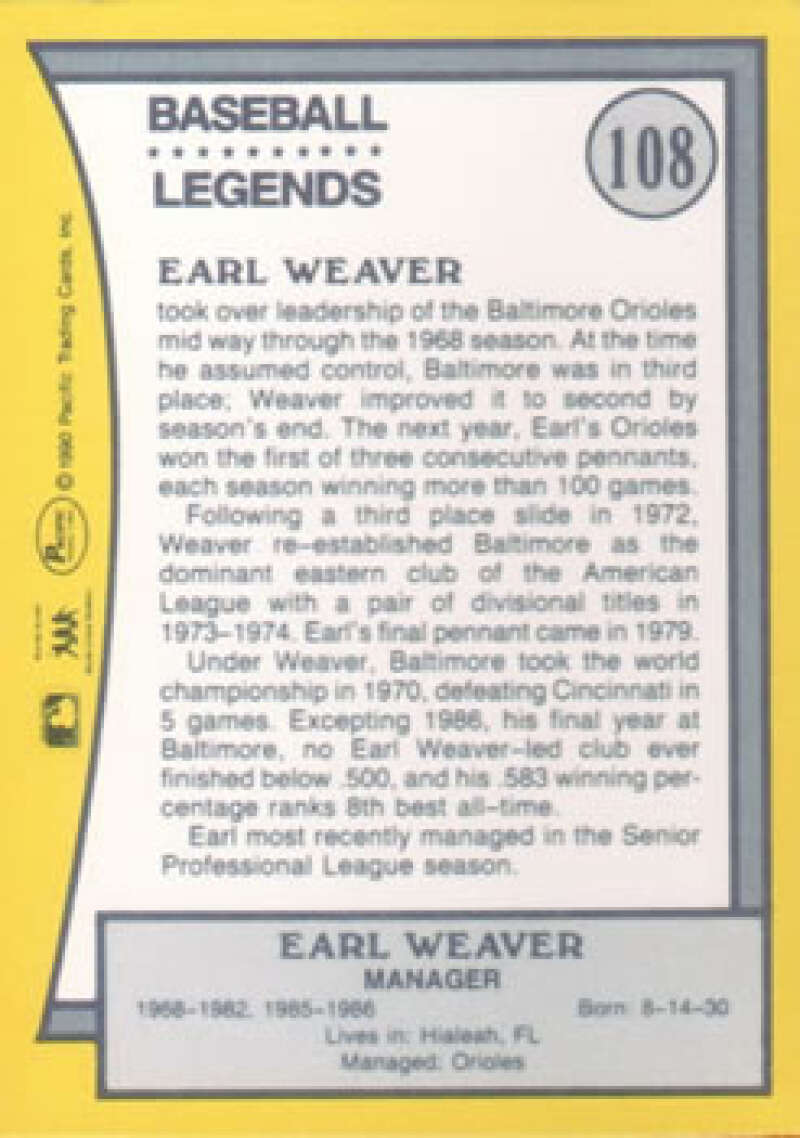 BASEBALL
LEGENDS
108
EARL WEAVER
took over leadership of the Baltimore Orioles
mid way through the 1968 season. At the time
he assumed control, Baltimore was in third
place; Weaver improved it to second by
season's end. The next year, Earl's Orioles
won the first of three consecutive pennants,
each season winning more than 100 games.
Following a third place slide in 1972,
Weaver re-established Baltimore as the
dominant eastern club of the American
League with a pair of divisional titles in
1973-1974. Earl's final pennant came in 1979.
Under Weaver, Baltimore took the world
championship in 1970, defeating Cincinnati in
5 games. Excepting 1986, his final year at
Baltimore, no Earl Weaver-led club ever
finished below .500, and his .583 winning per-
centage ranks 8th best all-time.
Earl most recently managed in the Senior
Professional League season.
EARL WEAVER
MANAGER
1968-1982, 1985-1986 Born: 8-14-30
Lives in: Hialeah, FL
Managed: Orioles
© 1990 Pacific Trading Cards, Inc.
Pacific